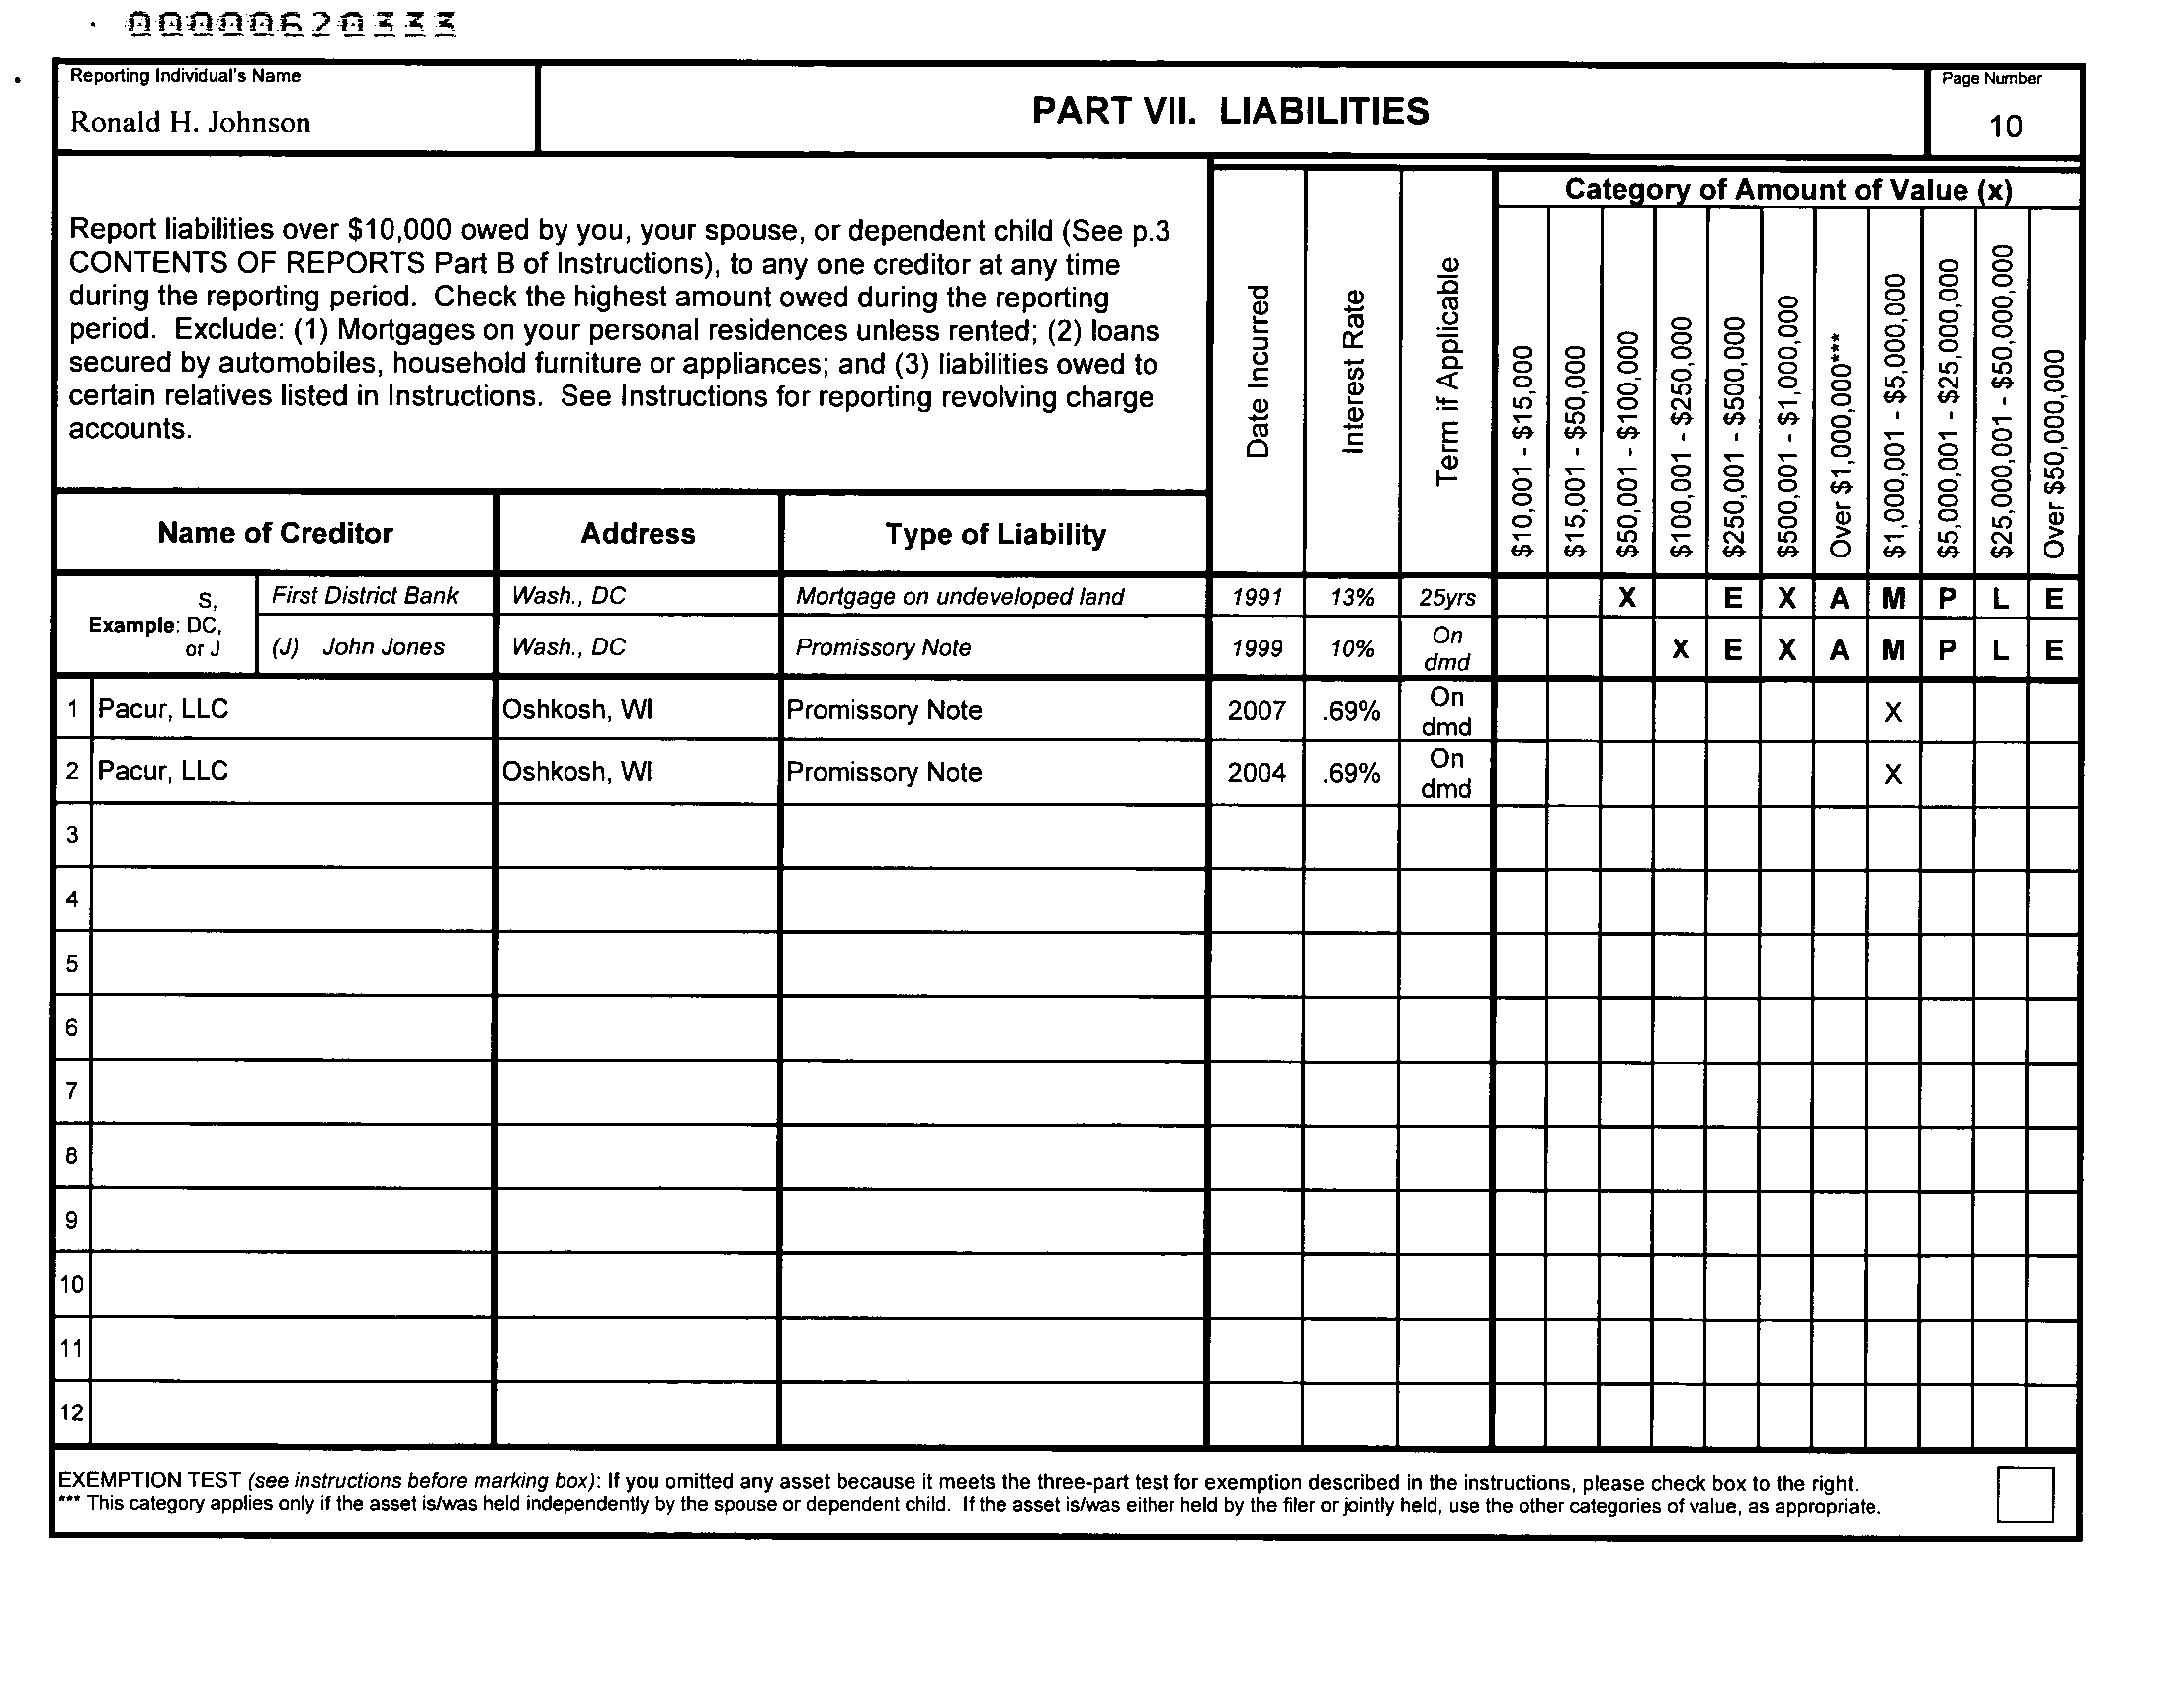 00000620333
Reporting Individual's Name
Ronald H. Johnson
PART VII. LIABILITIES
Page Number
10
Report liabilities over $10,000 owed by you, your spouse, or dependent child (See p.3
CONTENTS OF REPORTS Part B of Instructions), to any one creditor at any time
during the reporting period. Check the highest amount owed during the reporting
period. Exclude: (1) Mortgages on your personal residences unless rented; (2) loans
secured by automobiles, household furniture or appliances; and (3) liabilities owed to
certain relatives listed in Instructions. See Instructions for reporting revolving charge
accounts.
Date Incurred
Interest Rate
Term if Applicable
Category of Amount of Value (x)
$10,001 - $15,000
$15,001 - $50,000
$50,001 - $100,000
$100,001 - $250,000
$250,001 - $500,000
$500,001 - $1,000,000
Over $1,000,000***
$1,000,001 - $5,000,000
$5,000,001 - $25,000,000
$25,000,001 - $50,000,000
Over $50,000,000
Name of Creditor Address Type of Liability
S,
Example: DC,
or J
First District Bank Wash., DC Mortgage on undeveloped land 1991 13% 25yrs X E X A M P L E
(J) John Jones Wash., DC Promissory Note 1999 10% On dmd X E X A M P L E
1 Pacur, LLC Oshkosh, WI Promissory Note 2007 .69% On dmd X
2 Pacur, LLC Oshkosh, WI Promissory Note 2004 .69% On dmd X
3
4
5
6
7
8
9
10
11
12
EXEMPTION TEST (see instructions before marking box): If you omitted any asset because it meets the three-part test for exemption described in the instructions, please check box to the right.
*** This category applies only if the asset is/was held independently by the spouse or dependent child. If the asset is/was either held by the filer or jointly held, use the other categories of value, as appropriate.